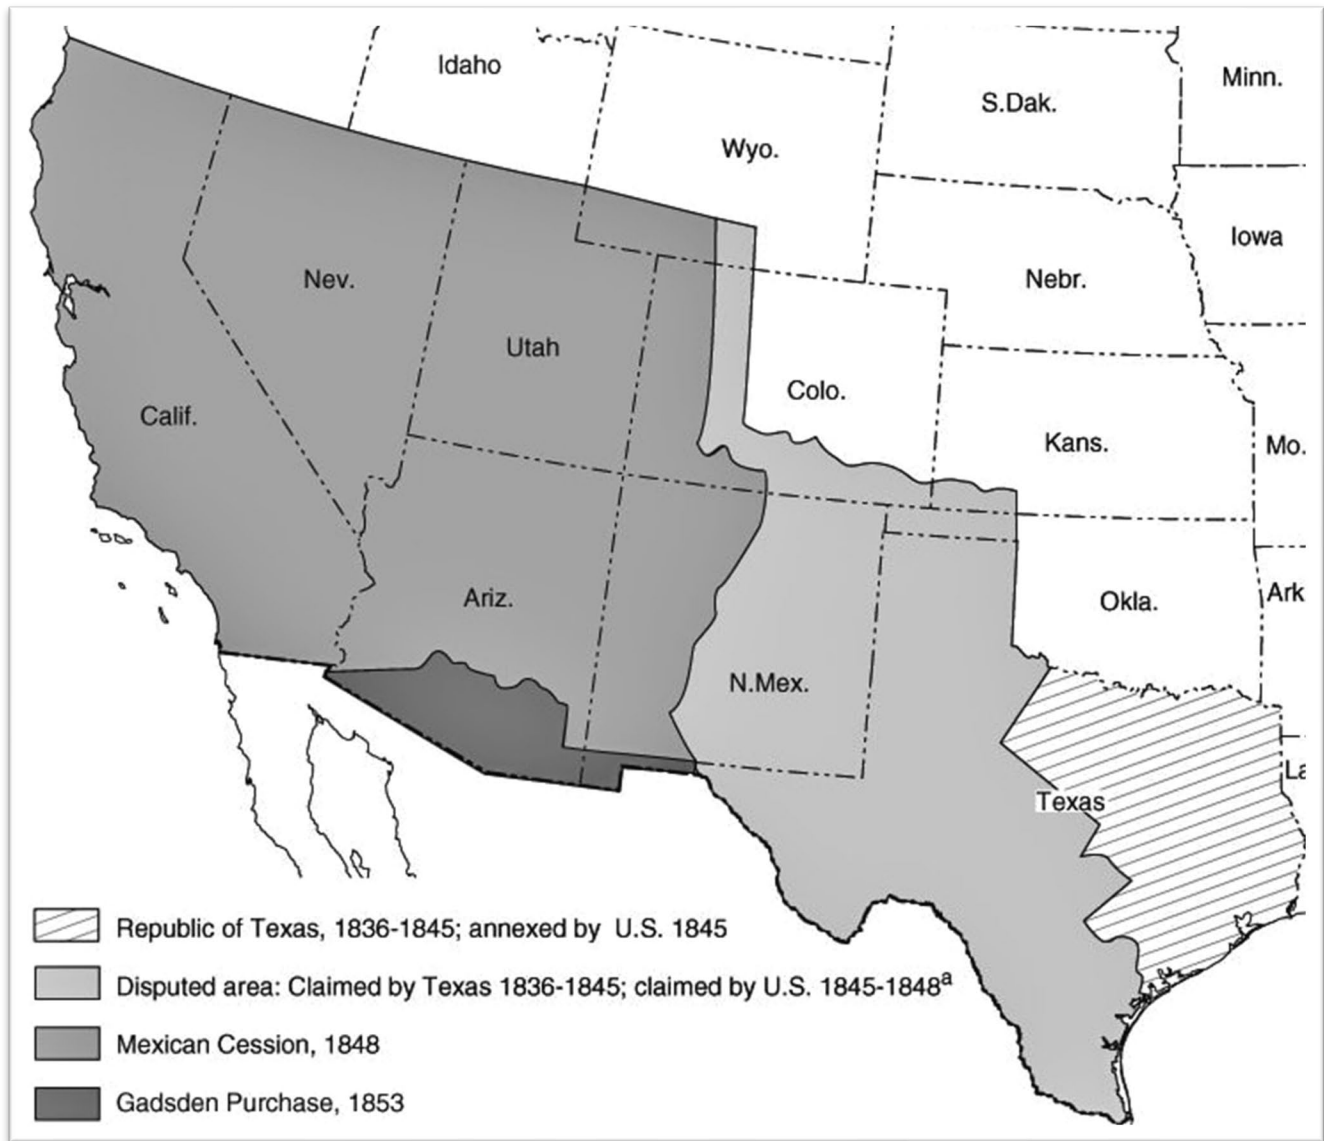 Idaho
Minn.
S.Dak.
Wyo.
Iowa
Nev.
Nebr.
Utah
Colo.
Calif.
Kans.
Mo.
Ariz.
Okla.
Ark
N.Mex.
La
Texas
Republic of Texas, 1836-1845; annexed by U.S. 1845
Disputed area: Claimed by Texas 1836-1845; claimed by U.S. 1845-1848a
Mexican Cession, 1848
Gadsden Purchase, 1853